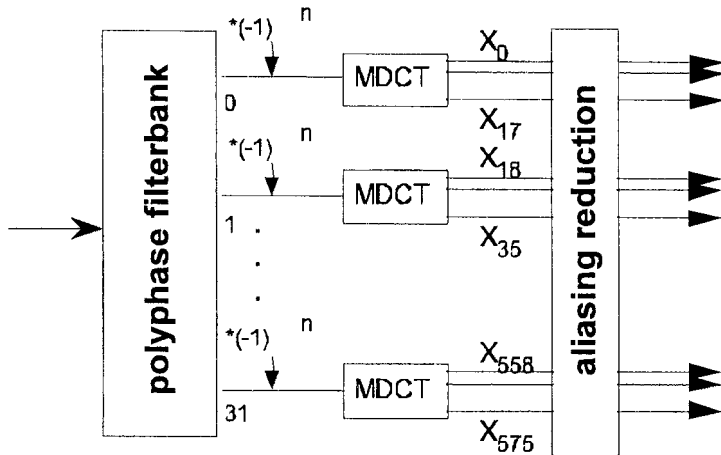 n
*(-1)
MDCT
X0
X17
0
n
*(-1)
MDCT
X18
X35
1
.
.
.
n
*(-1)
MDCT
X558
X575
31
polyphase filterbank
aliasing reduction